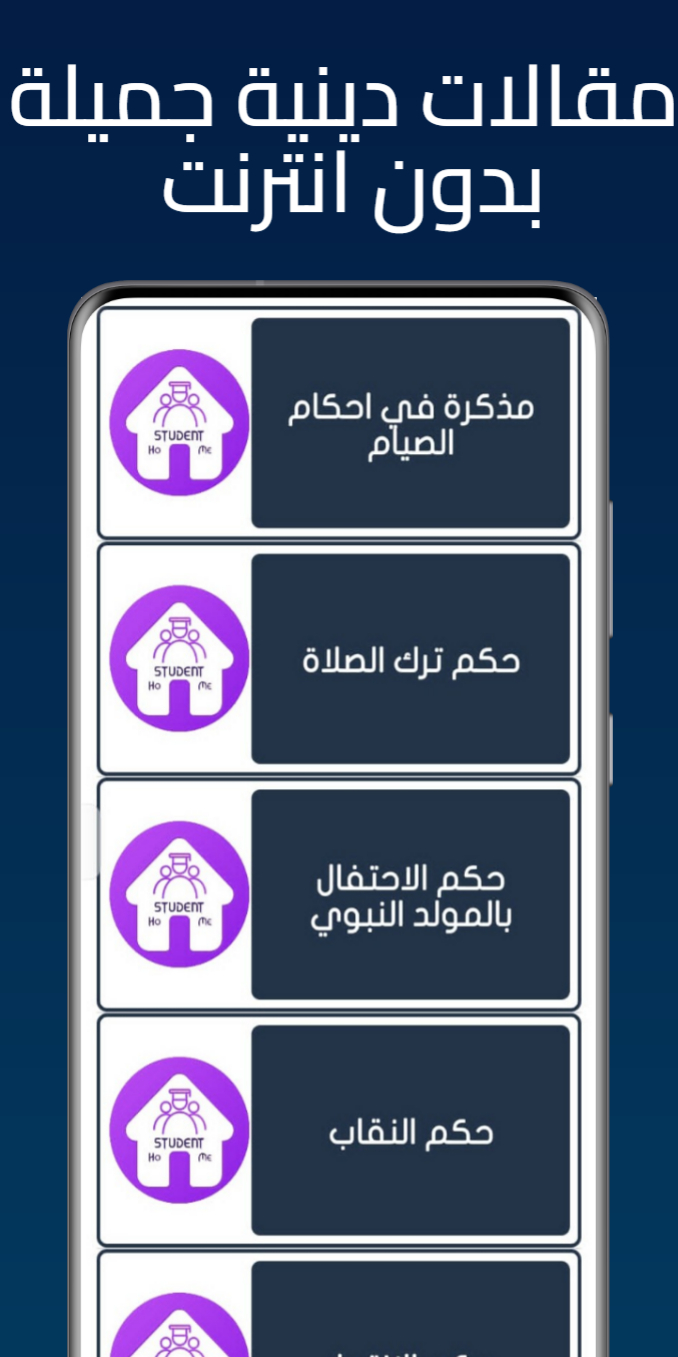 مقالات دينية جميلة
بدون انترنت
مذكرة في احكام
الصيام
STUDENT
Ho Me
حكم ترك الصلاة
STUDENT
Ho Me
حكم الاحتفال
بالمولد النبوي
STUDENT
Ho Me
حكم النقاب
STUDENT
Ho Me